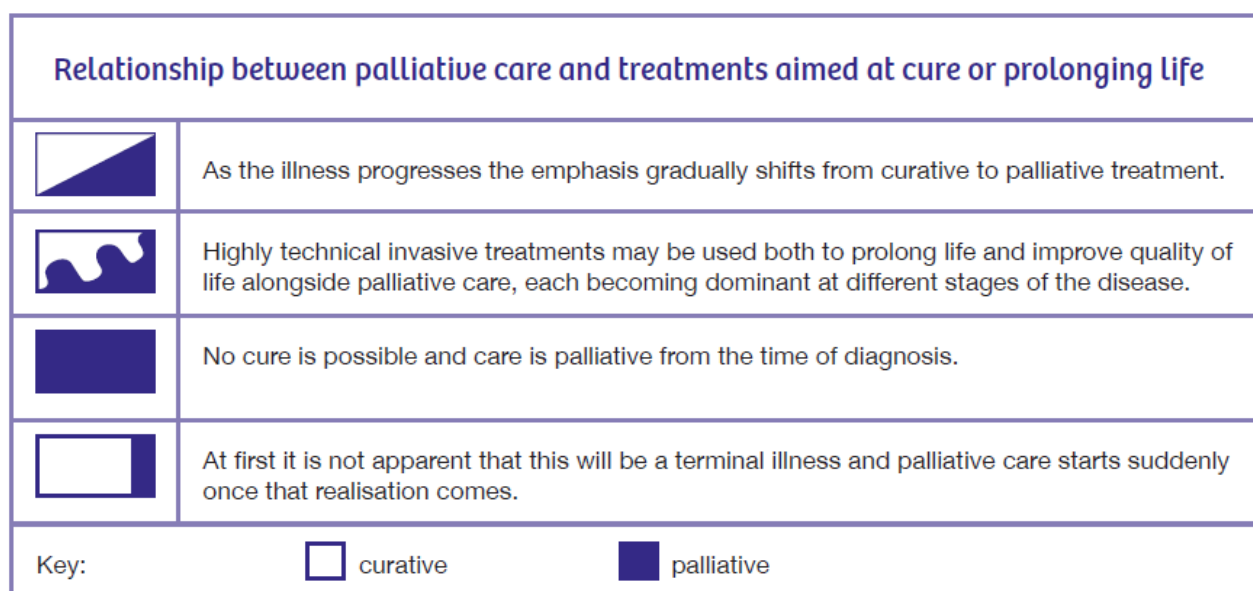 Relationship between palliative care and treatments aimed at cure or prolonging life
As the illness progresses the emphasis gradually shifts from curative to palliative treatment.
Highly technical invasive treatments may be used both to prolong life and improve quality of
life alongside palliative care, each becoming dominant at different stages of the disease.
No cure is possible and care is palliative from the time of diagnosis.
At first it is not apparent that this will be a terminal illness and palliative care starts suddenly
once that realisation comes.
Key: curative palliative